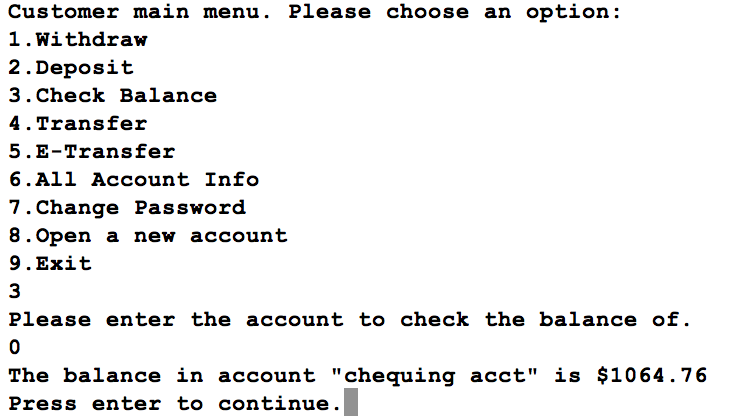 Customer main menu. Please choose an option:
1.Withdraw
2.Deposit
3.Check Balance
4.Transfer
5.E-Transfer
6.All Account Info
7.Change Password
8.Open a new account
9.Exit
3
Please enter the account to check the balance of.
0
The balance in account "chequing acct" is $1064.76
Press enter to continue.